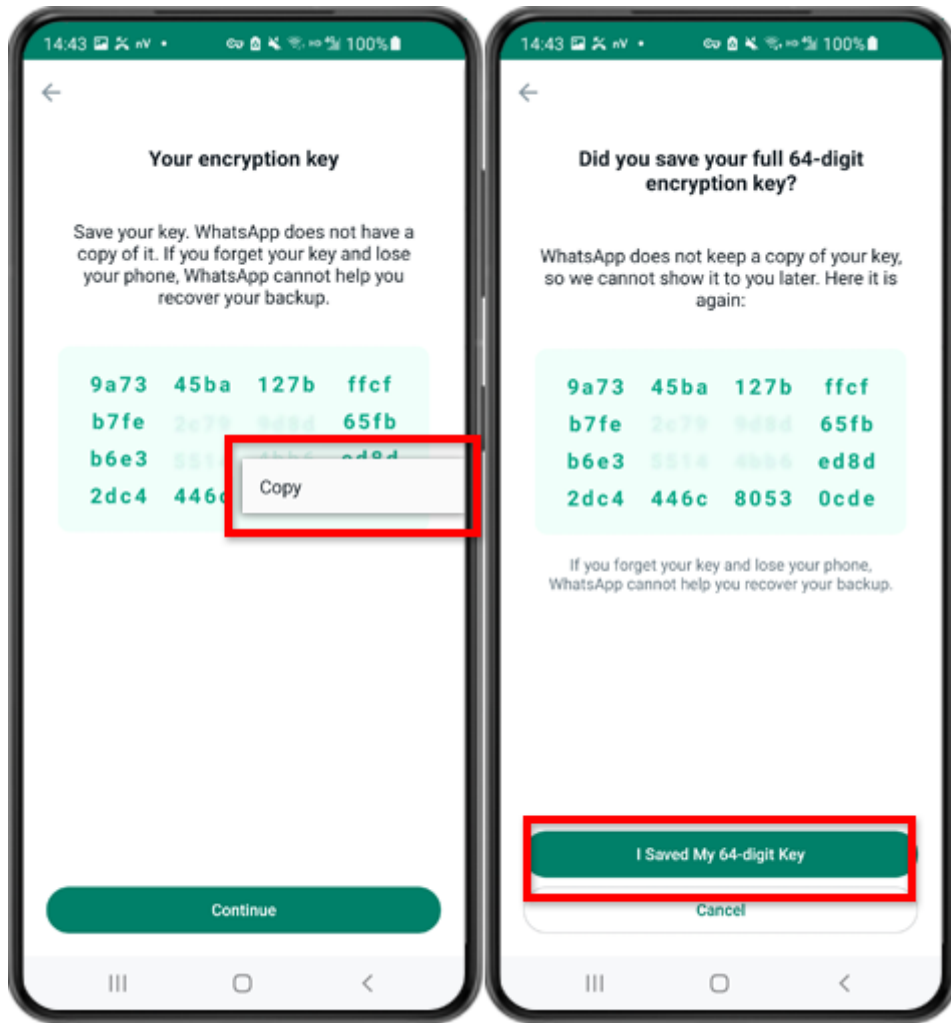 14:43 100%
Your encryption key
Save your key. WhatsApp does not have a
copy of it. If you forget your key and lose
your phone, WhatsApp cannot help you
recover your backup.
9a73 45ba 127b ffcf
b7fe 65fb
b6e3
2dc4
Copy
Continue
14:43 100%
Did you save your full 64-digit
encryption key?
WhatsApp does not keep a copy of your key,
so we cannot show it to you later. Here it is
again:
9a73 45ba 127b ffcf
b7fe 65fb
b6e3 ed8d
2dc4 446c 8053 0cde
If you forget your key and lose your phone,
WhatsApp cannot help you recover your backup.
I Saved My 64-digit Key
Cancel